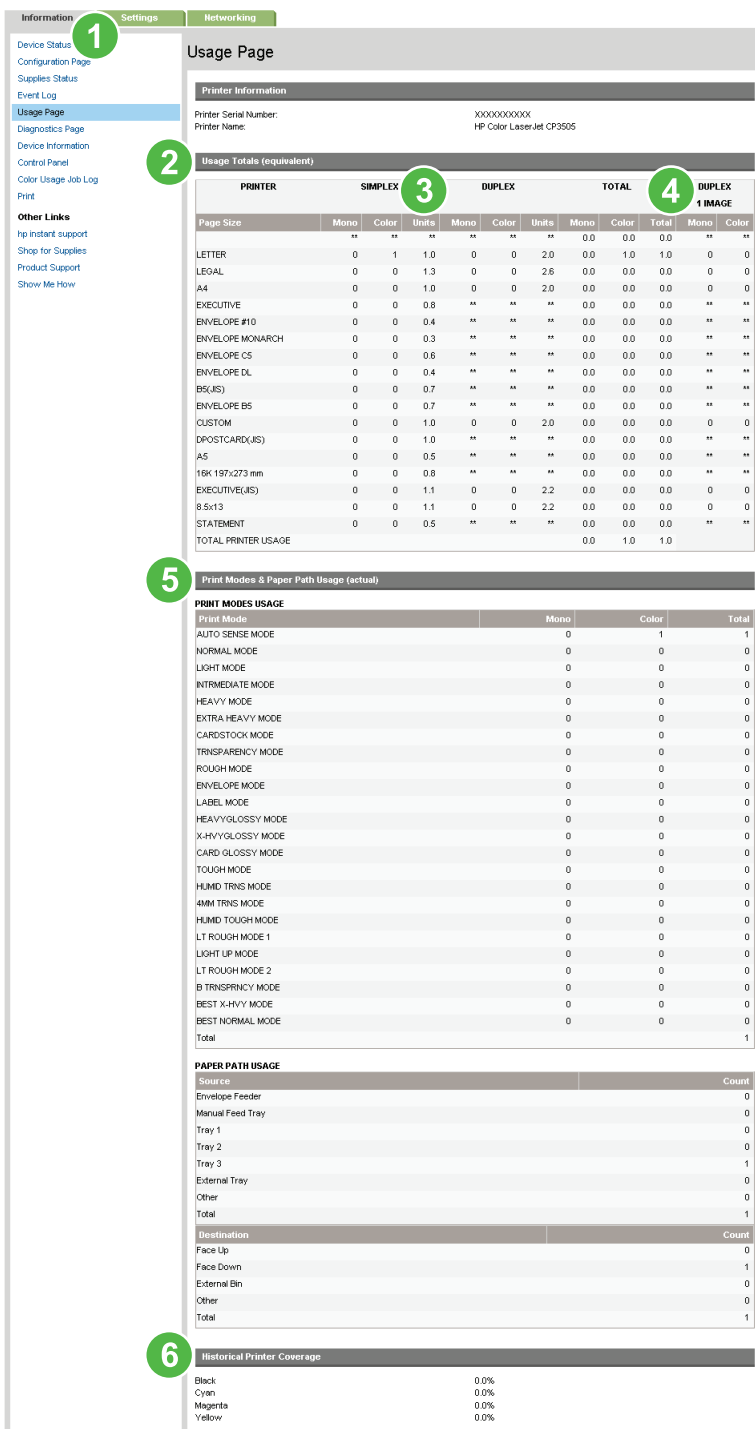 Information Settings Networking
1
Device Status
Configuration Page
Supplies Status
Event Log
Usage Page
Diagnostics Page
Device Information
Control Panel
Color Usage Job Log
Print
Other Links
hp instant support
Shop for Supplies
Product Support
Show Me How
Usage Page
Printer Information
Printer Serial Number: XXXXXXXXXX
Printer Name: HP Color LaserJet CP3505
2 Usage Totals (equivalent)
PRINTER SIMPLEX 3 DUPLEX TOTAL 4 DUPLEX
1 IMAGE
Page Size Mono Color Units Mono Color Units Mono Color Total Mono Color
** ** ** ** ** ** 0.0 0.0 0.0 ** **
LETTER 0 1 1.0 0 0 2.0 0.0 1.0 1.0 0 0
LEGAL 0 0 1.3 0 0 2.6 0.0 0.0 0.0 0 0
A4 0 0 1.0 0 0 2.0 0.0 0.0 0.0 0 0
EXECUTIVE 0 0 0.8 ** ** ** 0.0 0.0 0.0 ** **
ENVELOPE #10 0 0 0.4 ** ** ** 0.0 0.0 0.0 ** **
ENVELOPE MONARCH 0 0 0.3 ** ** ** 0.0 0.0 0.0 ** **
ENVELOPE C5 0 0 0.6 ** ** ** 0.0 0.0 0.0 ** **
ENVELOPE DL 0 0 0.4 ** ** ** 0.0 0.0 0.0 ** **
B5(JIS) 0 0 0.7 ** ** ** 0.0 0.0 0.0 ** **
ENVELOPE B5 0 0 0.7 ** ** ** 0.0 0.0 0.0 ** **
CUSTOM 0 0 1.0 0 0 2.0 0.0 0.0 0.0 0 0
DPOSTCARD(JIS) 0 0 1.0 ** ** ** 0.0 0.0 0.0 ** **
A5 0 0 0.5 ** ** ** 0.0 0.0 0.0 ** **
16K 197x273 mm 0 0 0.8 ** ** ** 0.0 0.0 0.0 ** **
EXECUTIVE(JIS) 0 0 1.1 0 0 2.2 0.0 0.0 0.0 0 0
8.5x13 0 0 1.1 0 0 2.2 0.0 0.0 0.0 0 0
STATEMENT 0 0 0.5 ** ** ** 0.0 0.0 0.0 ** **
TOTAL PRINTER USAGE 0.0 1.0 1.0
5 Print Modes & Paper Path Usage (actual)
PRINT MODES USAGE
Print Mode Mono Color Total
AUTO SENSE MODE 0 1 1
NORMAL MODE 0 0 0
LIGHT MODE 0 0 0
INTRMEDIATE MODE 0 0 0
HEAVY MODE 0 0 0
EXTRA HEAVY MODE 0 0 0
CARDSTOCK MODE 0 0 0
TRNSPARENCY MODE 0 0 0
ROUGH MODE 0 0 0
ENVELOPE MODE 0 0 0
LABEL MODE 0 0 0
HEAVYGLOSSY MODE 0 0 0
X-HVYGLOSSY MODE 0 0 0
CARD GLOSSY MODE 0 0 0
TOUGH MODE 0 0 0
HUMID TRNS MODE 0 0 0
4MM TRNS MODE 0 0 0
HUMID TOUGH MODE 0 0 0
LT ROUGH MODE 1 0 0 0
LIGHT UP MODE 0 0 0
LT ROUGH MODE 2 0 0 0
B TRNSPRNCY MODE 0 0 0
BEST X-HVY MODE 0 0 0
BEST NORMAL MODE 0 0 0
Total 1
PAPER PATH USAGE
Source Count
Envelope Feeder 0
Manual Feed Tray 0
Tray 1 0
Tray 2 0
Tray 3 1
External Tray 0
Other 0
Total 1
Destination Count
Face Up 0
Face Down 1
External Bin 0
Other 0
Total 1
6 Historical Printer Coverage
Black 0.0%
Cyan 0.0%
Magenta 0.0%
Yellow 0.0%